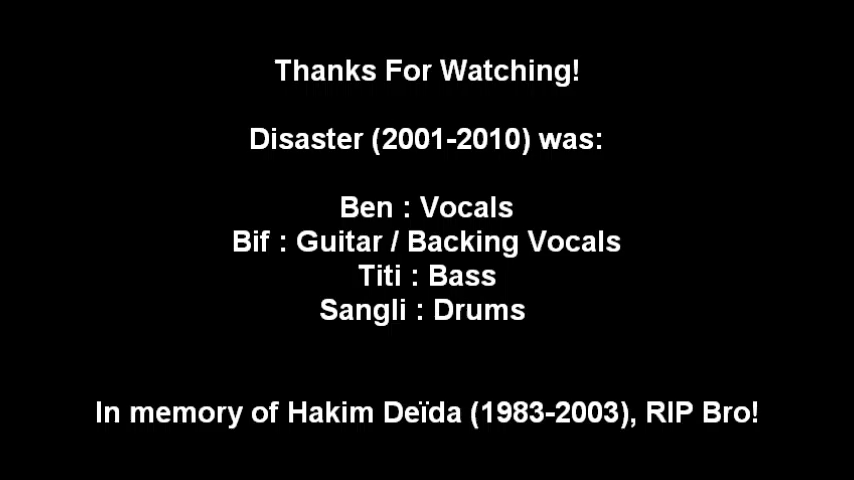 Thanks For Watching!
Disaster (2001-2010) was:
Ben : Vocals
Bif : Guitar / Backing Vocals
Titi : Bass
Sangli : Drums
In memory of Hakim Deïda (1983-2003), RIP Bro!